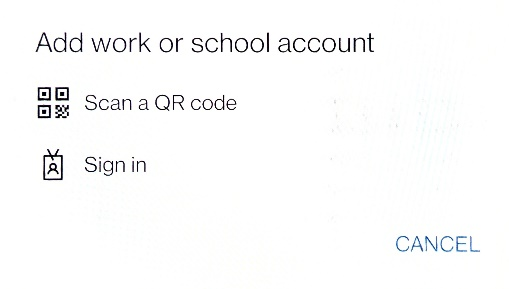 Add work or school account
Scan a QR code
Sign in
CANCEL